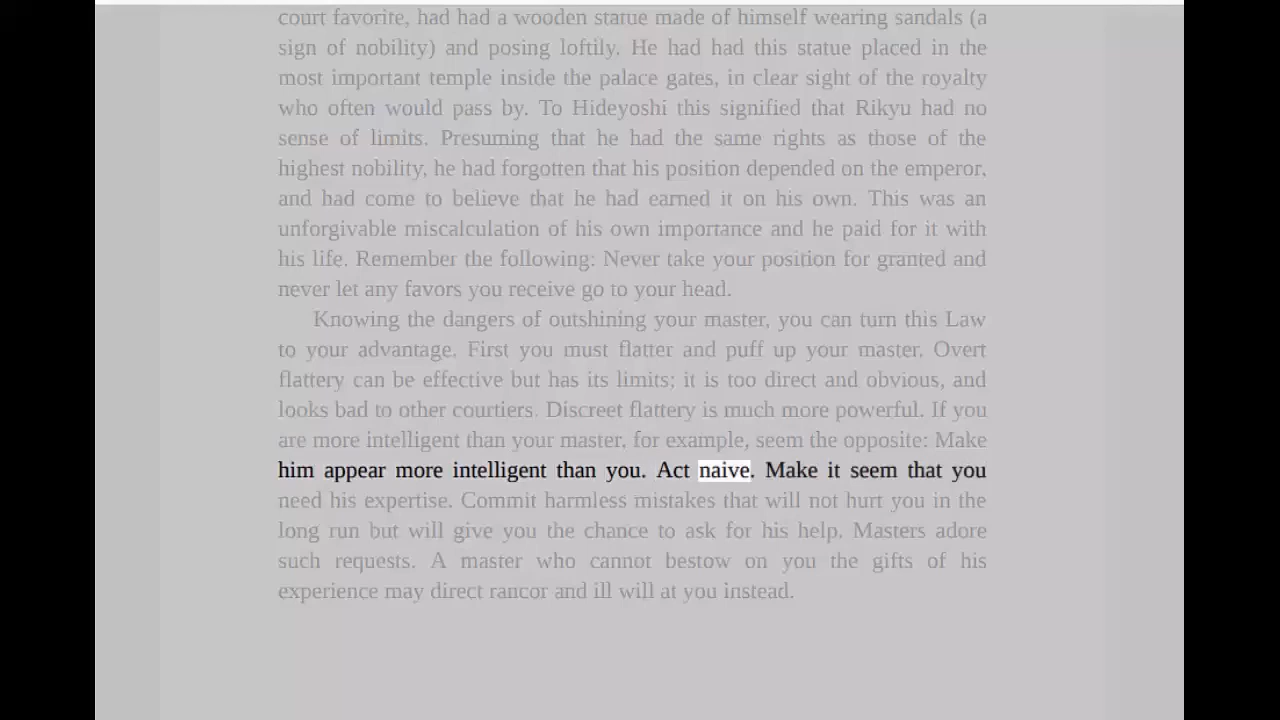 court favorite, had had a wooden statue made of himself wearing sandals (a
sign of nobility) and posing loftily. He had had this statue placed in the
most important temple inside the palace gates, in clear sight of the royalty
who often would pass by. To Hideyoshi this signified that Rikyu had no
sense of limits. Presuming that he had the same rights as those of the
highest nobility, he had forgotten that his position depended on the emperor,
and had come to believe that he had earned it on his own. This was an
unforgivable miscalculation of his own importance and he paid for it with
his life. Remember the following: Never take your position for granted and
never let any favors you receive go to your head.
Knowing the dangers of outshining your master, you can turn this Law
to your advantage. First you must flatter and puff up your master. Overt
flattery can be effective but has its limits; it is too direct and obvious, and
looks bad to other courtiers. Discreet flattery is much more powerful. If you
are more intelligent than your master, for example, seem the opposite: Make
him appear more intelligent than you. Act naive. Make it seem that you
need his expertise. Commit harmless mistakes that will not hurt you in the
long run but will give you the chance to ask for his help. Masters adore
such requests. A master who cannot bestow on you the gifts of his
experience may direct rancor and ill will at you instead.